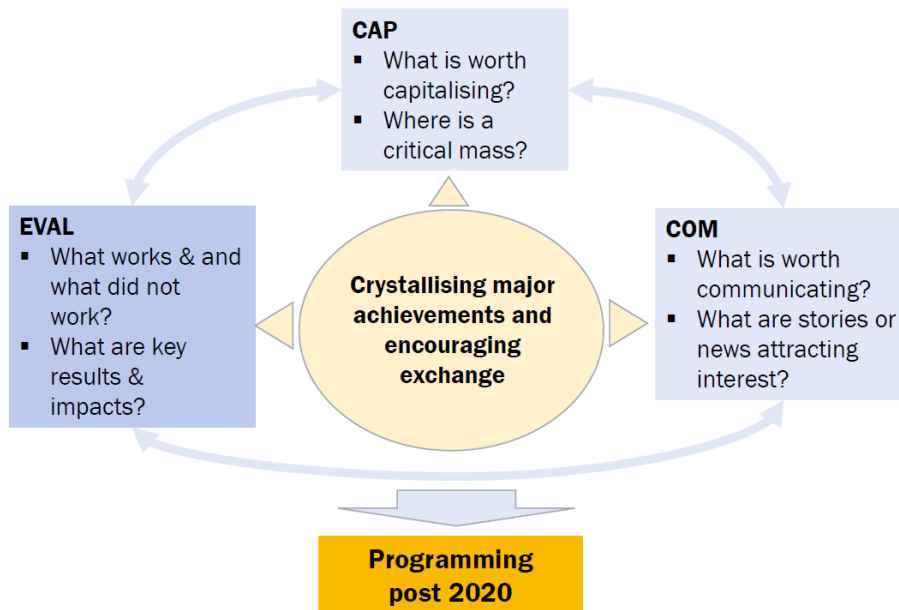 CAP
▪ What is worth
capitalising?
▪ Where is a
critical mass?
EVAL
▪ What works & and
what did not
work?
▪ What are key
results &
impacts?
Crystallising major
achievements and
encouraging
exchange
COM
▪ What is worth
communicating?
▪ What are stories or
news attracting
interest?
Programming
post 2020